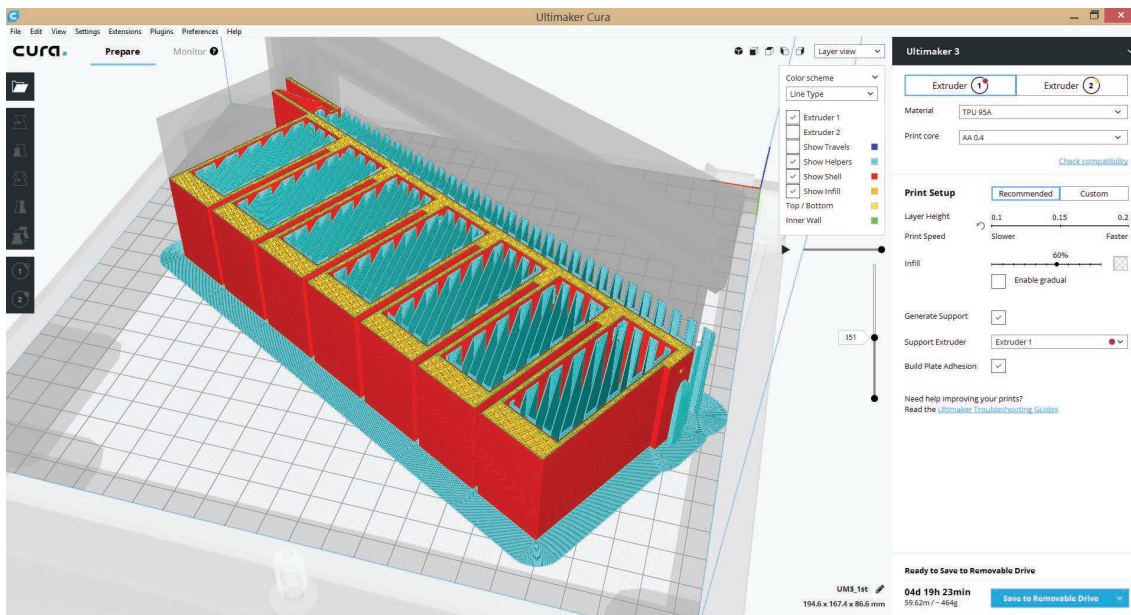 Ultimaker Cura
File Edit View Settings Extensions Plugins Preferences Help
cura. Prepare Monitor Layer view
Color scheme
Line Type
Extruder 1
Extruder 2
Show Travels
Show Helpers
Show Shell
Show Infill
Top / Bottom
Inner Wall
1
2
351
UM3_1st
194.6 x 167.4 x 86.6 mm
Ultimaker 3
Extruder 1 Extruder 2
Material TPU 95A
Print core AA 0.4
Check compatibility
Print Setup Recommended Custom
Layer Height 0.1 0.15 0.2
Print Speed Slower Faster
60%
Infill
Enable gradual
Generate Support
Support Extruder Extruder 1
Build Plate Adhesion
Need help improving your prints?
Read the Ultimaker Troubleshooting Guides
Ready to Save to Removable Drive
04d 19h 23min
59.62m / ~ 464g
Save to Removable Drive